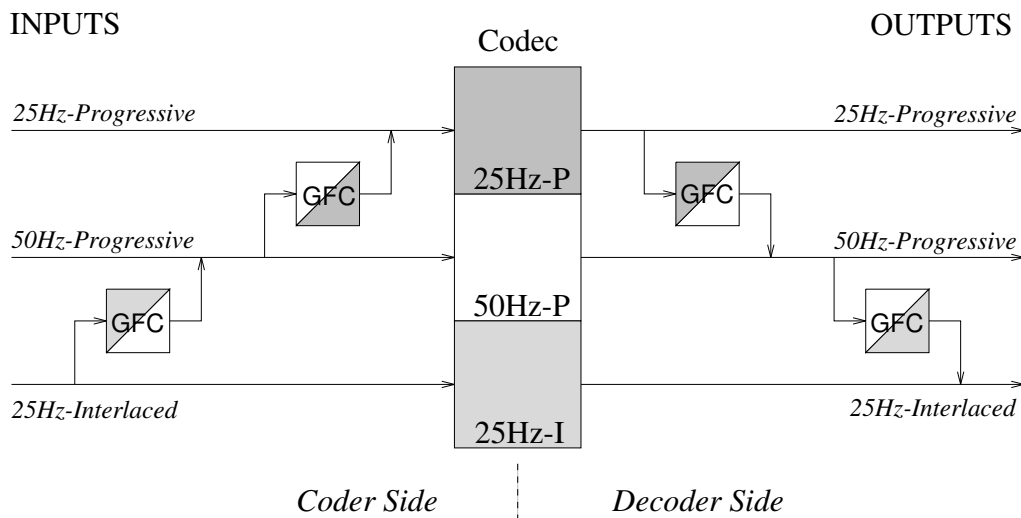 INPUTS
OUTPUTS
Codec
25Hz-Progressive
25Hz-Progressive
GFC
25Hz-P
GFC
50Hz-Progressive
50Hz-Progressive
GFC
50Hz-P
GFC
25Hz-Interlaced
25Hz-Interlaced
25Hz-I
Coder Side
Decoder Side